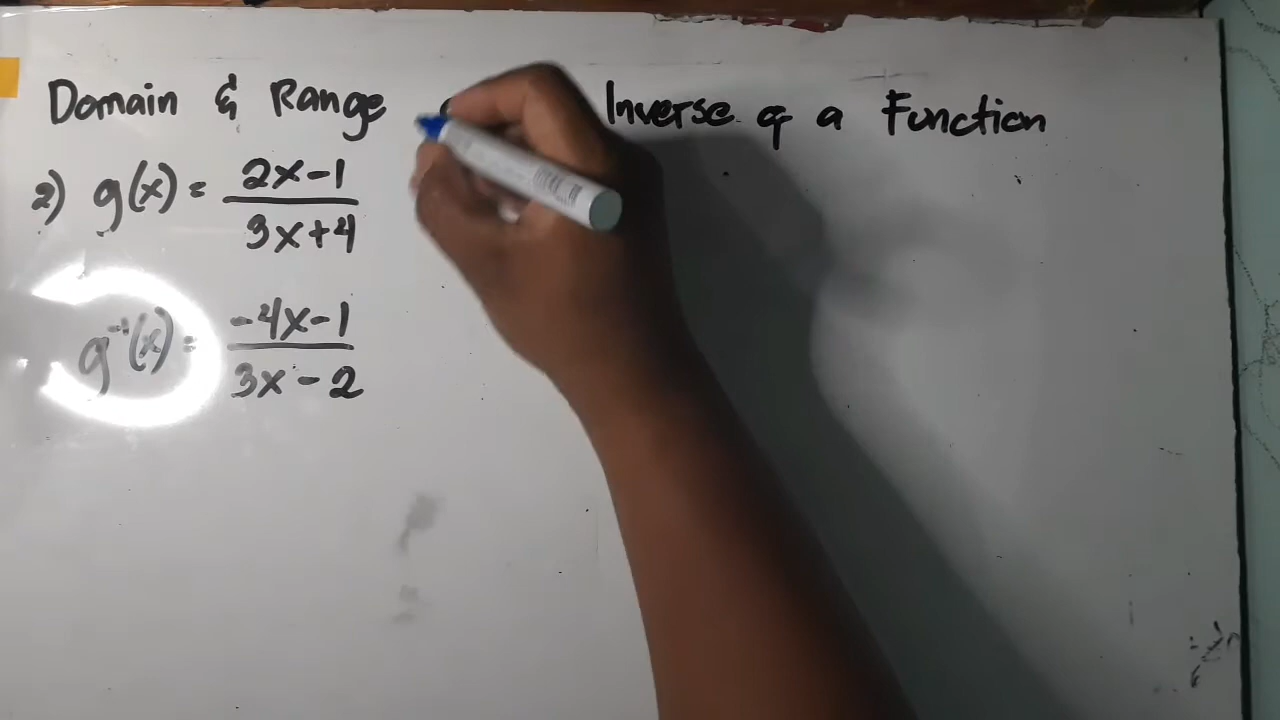 Domain & Range Inverse of a Function
2) g(x) = 2x-1 / 3x+4
g⁻¹(x) = -4x-1 / 3x-2